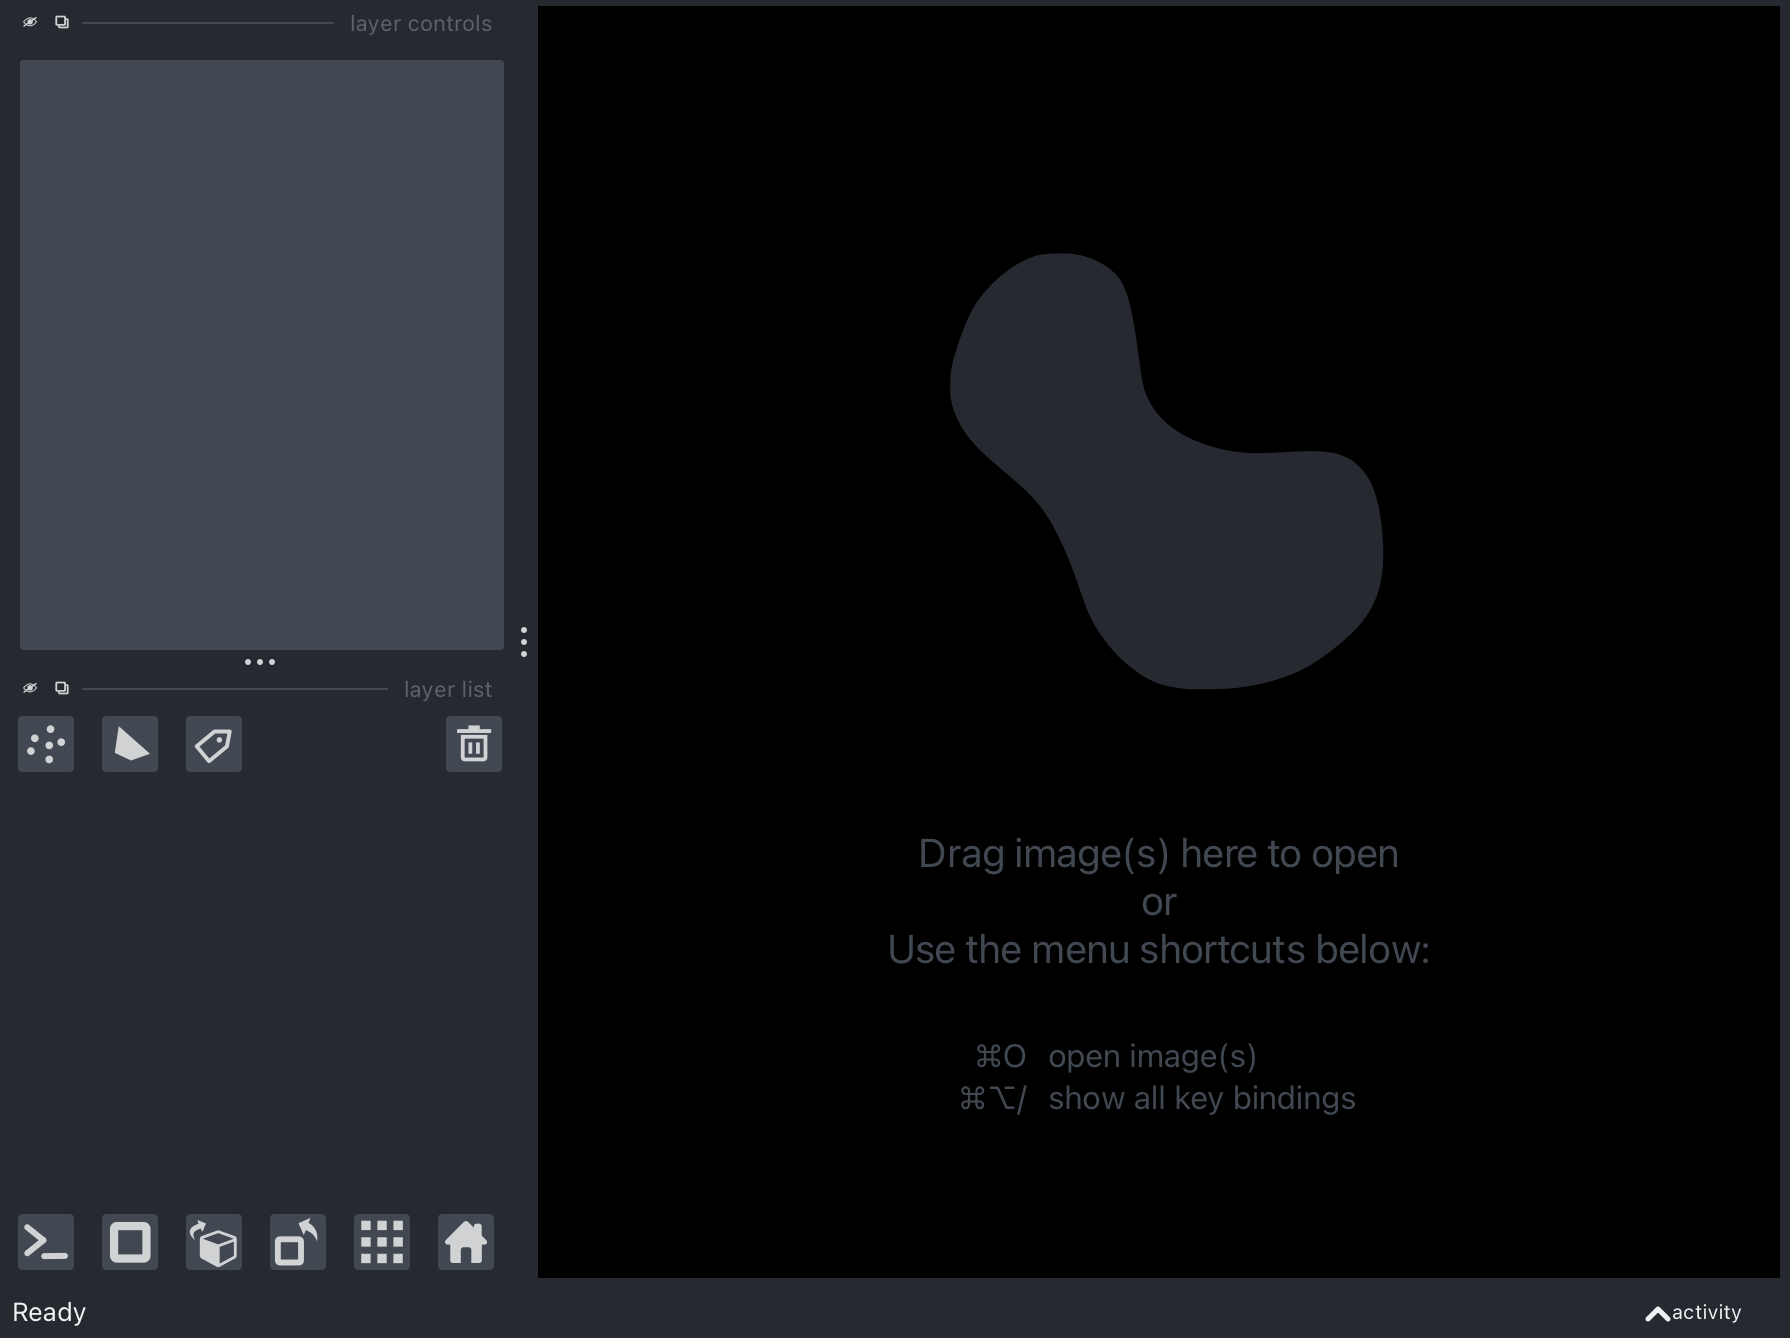 layer controls
layer list
Drag image(s) here to open
or
Use the menu shortcuts below:
⌘O open image(s)
⌘⌥/ show all key bindings
Ready
activity